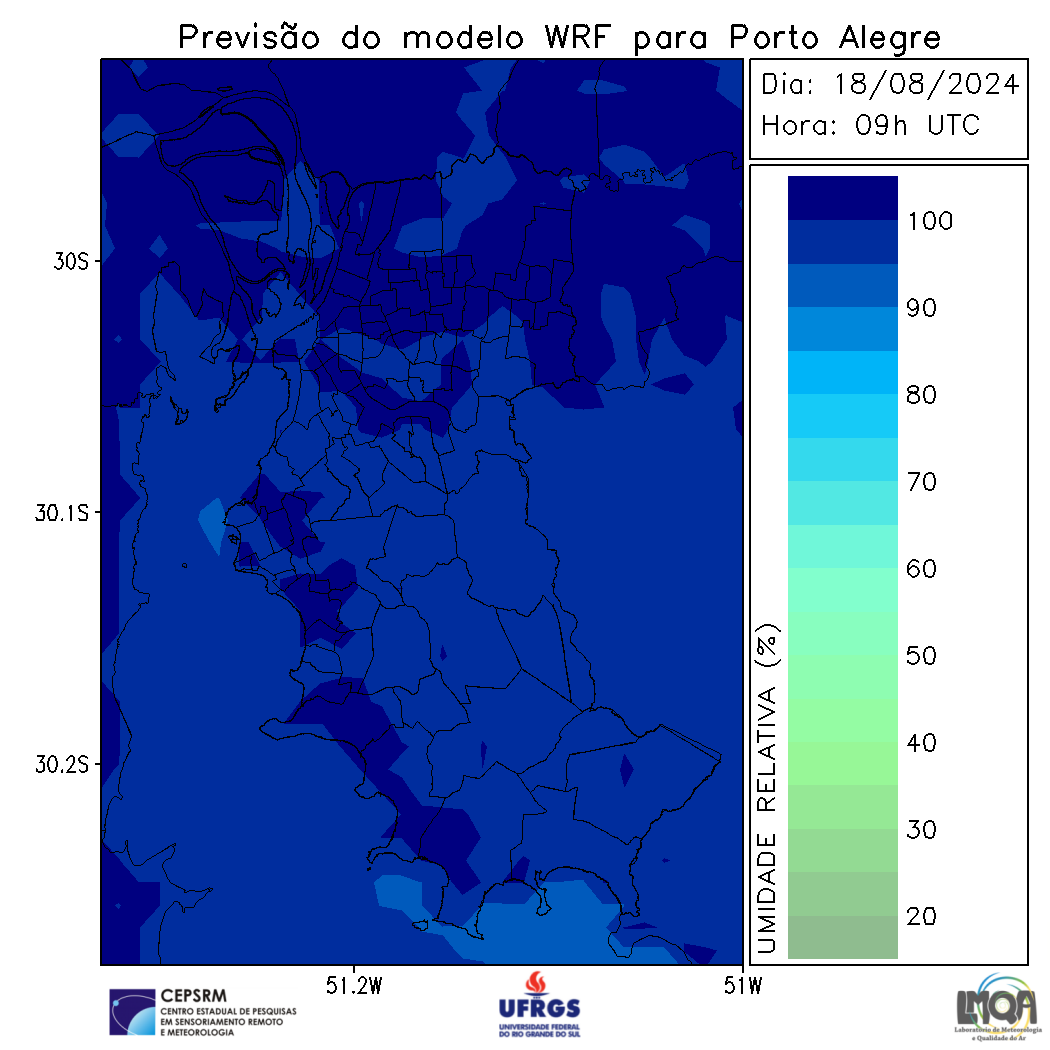 Previsão do modelo WRF para Porto Alegre
Dia: 18/08/2024
Hora: 09h UTC
30S
30.1S
30.2S
51.2W
51W
100
90
80
70
60
50
40
30
20
UMIDADE RELATIVA (%)
CEPSRM
CENTRO ESTADUAL DE PESQUISAS
EM SENSORIAMENTO REMOTO
E METEOROLOGIA
UFRGS
UNIVERSIDADE FEDERAL
DO RIO GRANDE DO SUL
LMQA
Laboratório de Meteorologia
e Qualidade do Ar